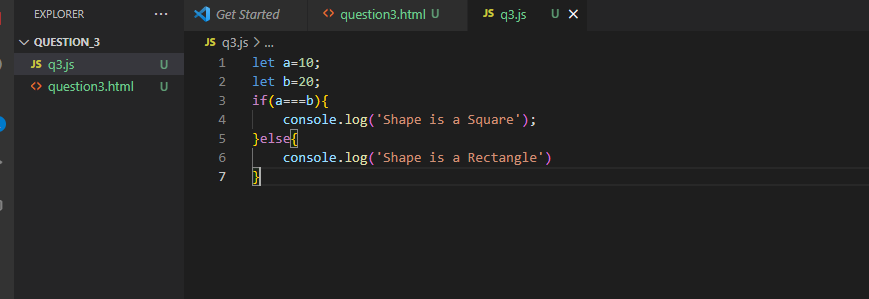 EXPLORER ...
QUESTION_3
JS q3.js U
<> question3.html U
Get Started
<> question3.html U
JS q3.js U ×
JS q3.js > ...
1 let a=10;
2 let b=20;
3 if(a===b){
4     console.log('Shape is a Square');
5 }else{
6     console.log('Shape is a Rectangle')
7 }